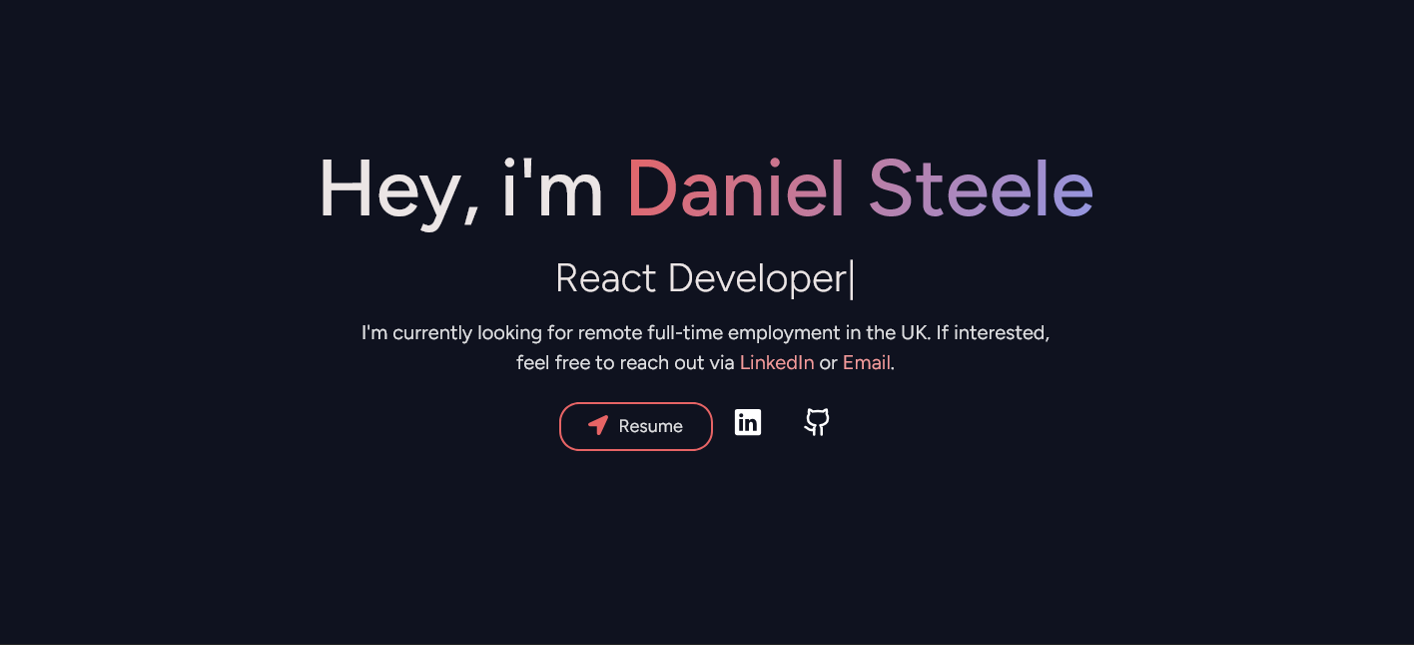 Hey, i'm Daniel Steele
React Developer|
I'm currently looking for remote full-time employment in the UK. If interested,
feel free to reach out via LinkedIn or Email.
Resume in